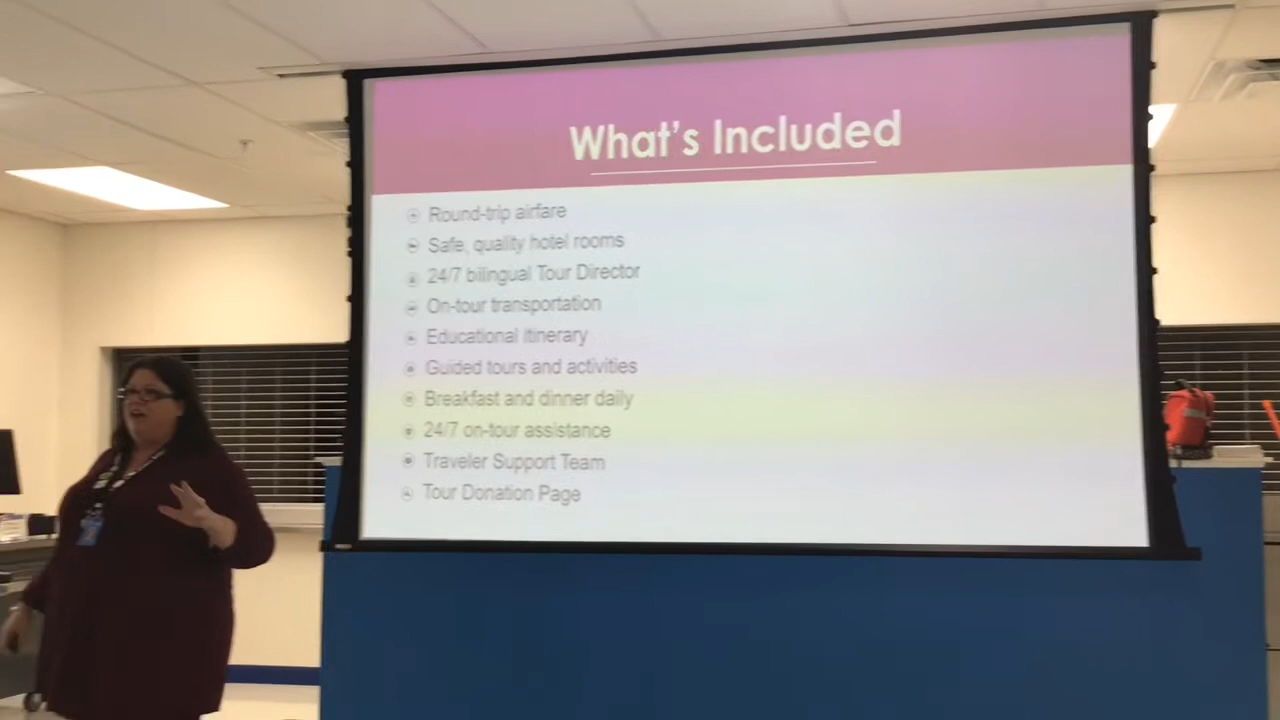 What's Included
Round-trip airfare
Safe, quality hotel rooms
24/7 bilingual Tour Director
On-tour transportation
Educational itinerary
Guided tours and activities
Breakfast and dinner daily
24/7 on-tour assistance
Traveler Support Team
Tour Donation Page